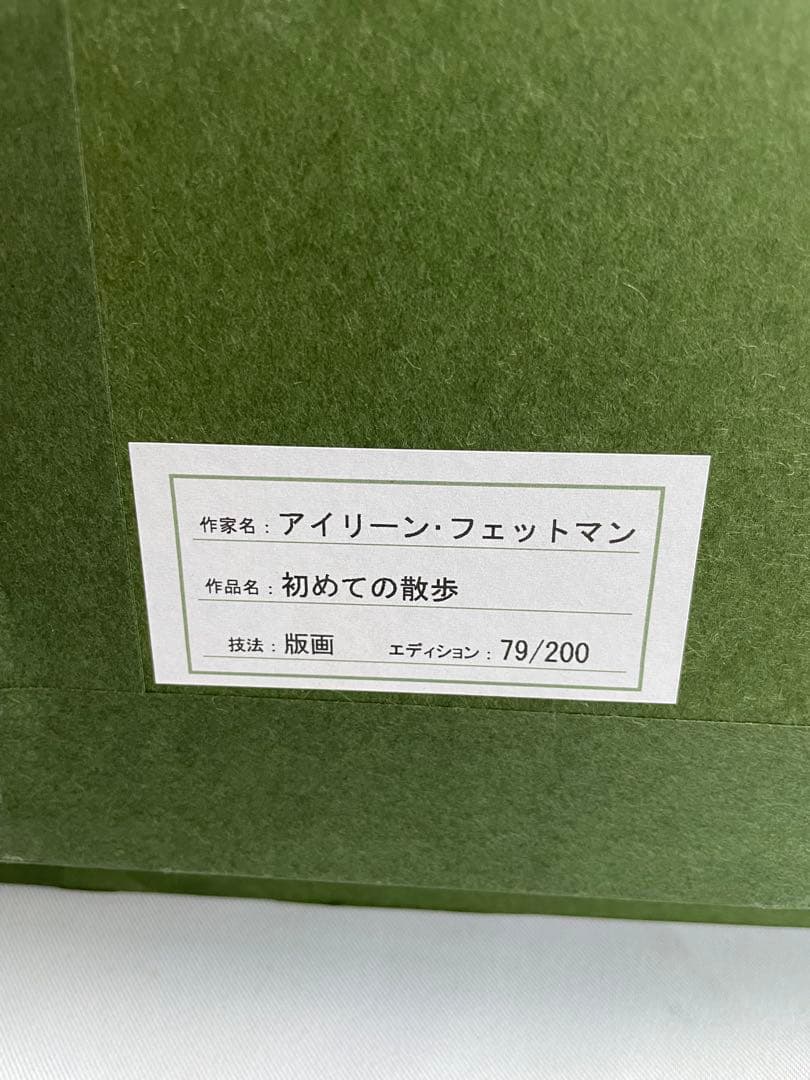 作家名：アイリーン・フェットマン
作品名：初めての散歩
技法：版画　エディション：79/200